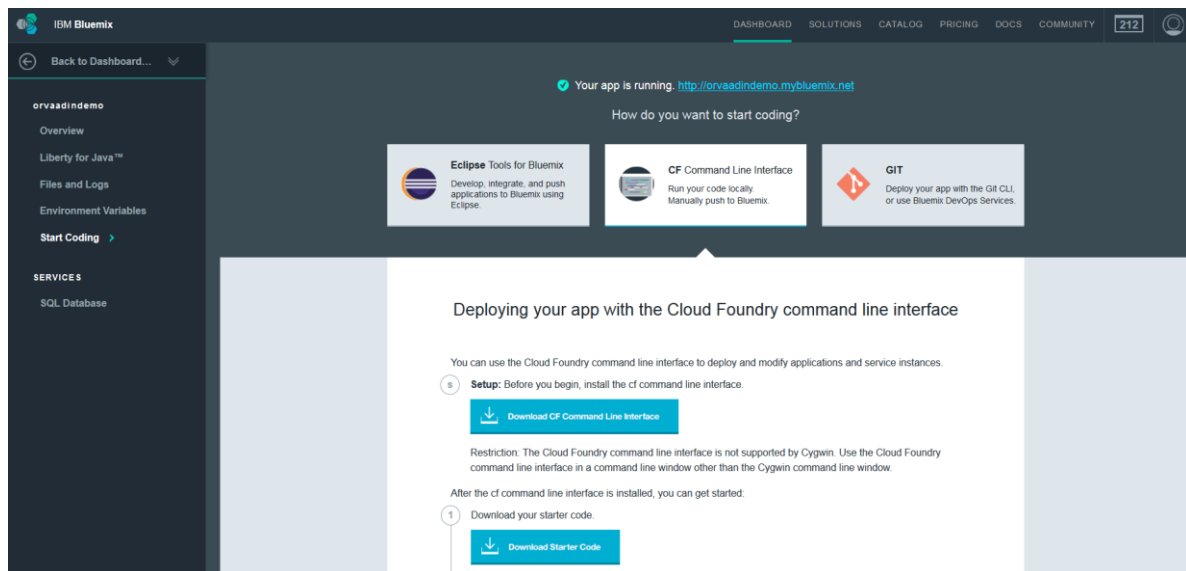 IBM Bluemix
DASHBOARD SOLUTIONS CATALOG PRICING DOCS COMMUNITY 212
Back to Dashboard...
orvaadindemo
Overview
Liberty for Java™
Files and Logs
Environment Variables
Start Coding >
SERVICES
SQL Database
Your app is running. http://orvaadindemo.mybluemix.net
How do you want to start coding?
Eclipse Tools for Bluemix
Develop, integrate, and push
applications to Bluemix using
Eclipse.
CF Command Line Interface
Run your code locally.
Manually push to Bluemix.
GIT
Deploy your app with the Git CLI,
or use Bluemix DevOps Services.
Deploying your app with the Cloud Foundry command line interface
You can use the Cloud Foundry command line interface to deploy and modify applications and service instances.
s Setup: Before you begin, install the cf command line interface.
Download CF Command Line Interface
Restriction: The Cloud Foundry command line interface is not supported by Cygwin. Use the Cloud Foundry
command line interface in a command line window other than the Cygwin command line window.
After the cf command line interface is installed, you can get started:
1 Download your starter code.
Download Starter Code